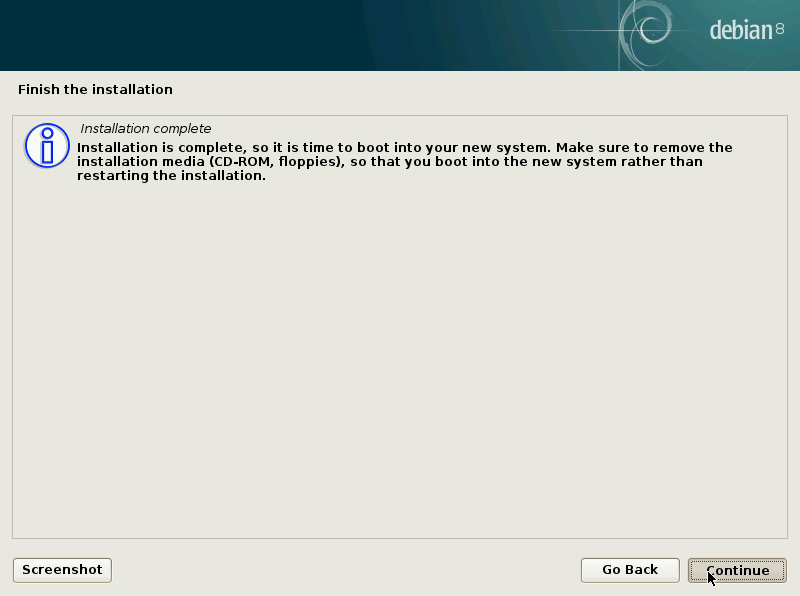 debian 8
Finish the installation
Installation complete
Installation is complete, so it is time to boot into your new system. Make sure to remove the
installation media (CD-ROM, floppies), so that you boot into the new system rather than
restarting the installation.
Screenshot
Go Back
Continue